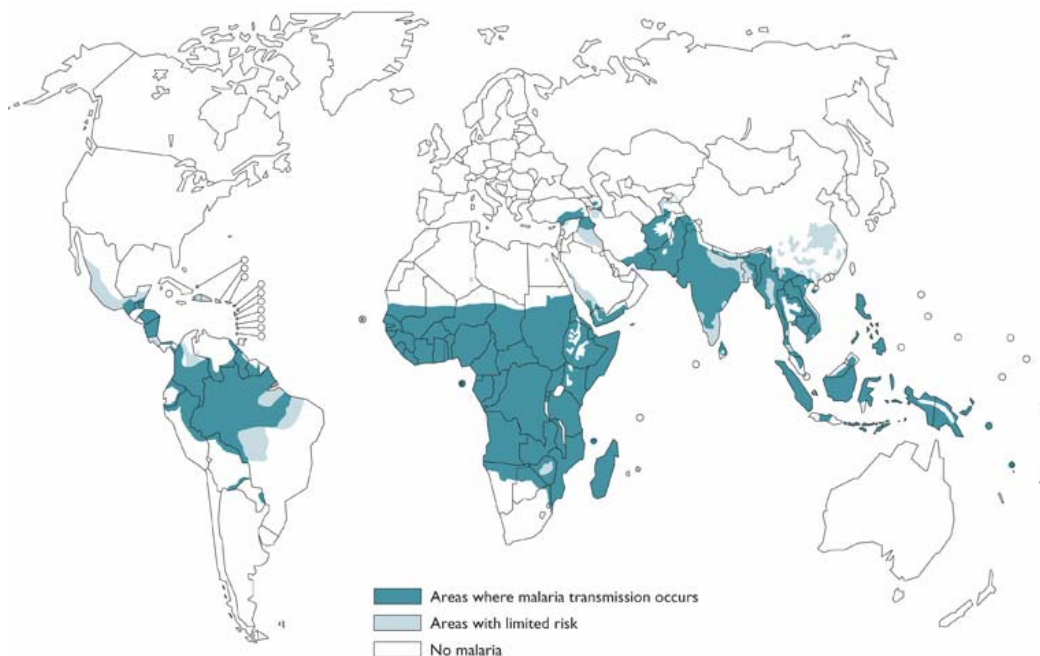 Areas where malaria transmission occurs
Areas with limited risk
No malaria